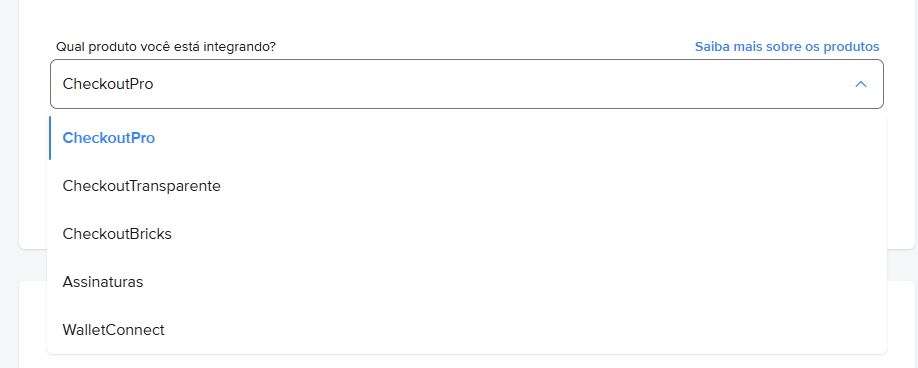 Qual produto você está integrando?
Saiba mais sobre os produtos
CheckoutPro
CheckoutPro
CheckoutTransparente
CheckoutBricks
Assinaturas
WalletConnect